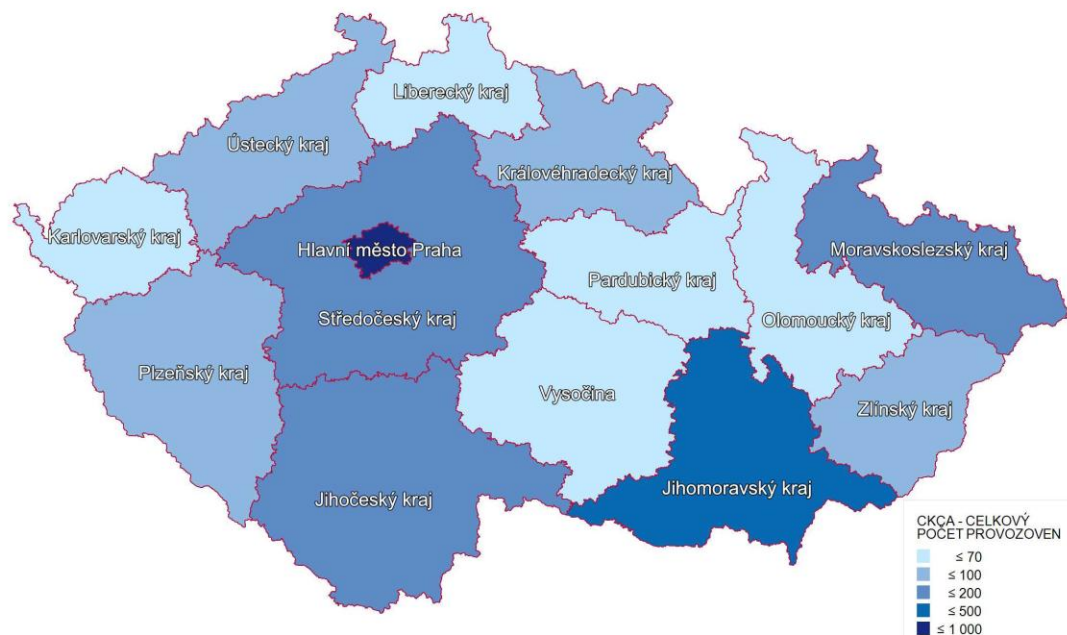 Liberecký kraj
Ústecký kraj
Královéhradecký kraj
Karlovarský kraj
Hlavní město Praha
Moravskoslezský kraj
Pardubický kraj
Středočeský kraj
Olomoucký kraj
Plzeňský kraj
Vysočina
Zlínský kraj
Jihočeský kraj
Jihomoravský kraj
CKČA - CELKOVÝ
POČET PROVOZOVEN
≤ 70
≤ 100
≤ 200
≤ 500
≤ 1 000